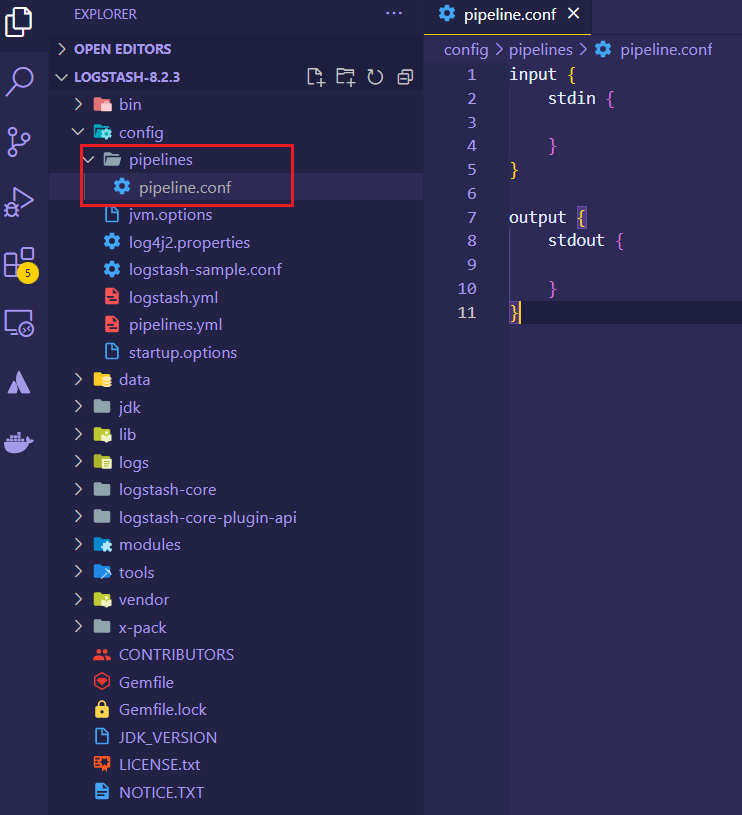 EXPLORER ...
OPEN EDITORS
LOGSTASH-8.2.3
bin
config
pipelines
pipeline.conf
jvm.options
log4j2.properties
logstash-sample.conf
logstash.yml
pipelines.yml
startup.options
data
jdk
lib
logs
logstash-core
logstash-core-plugin-api
modules
tools
vendor
x-pack
CONTRIBUTORS
Gemfile
Gemfile.lock
JDK_VERSION
LICENSE.txt
NOTICE.TXT
5
pipeline.conf
config > pipelines > pipeline.conf
1 input {
2 stdin {
3
4 }
5 }
6
7 output {
8 stdout {
9
10 }
11 }